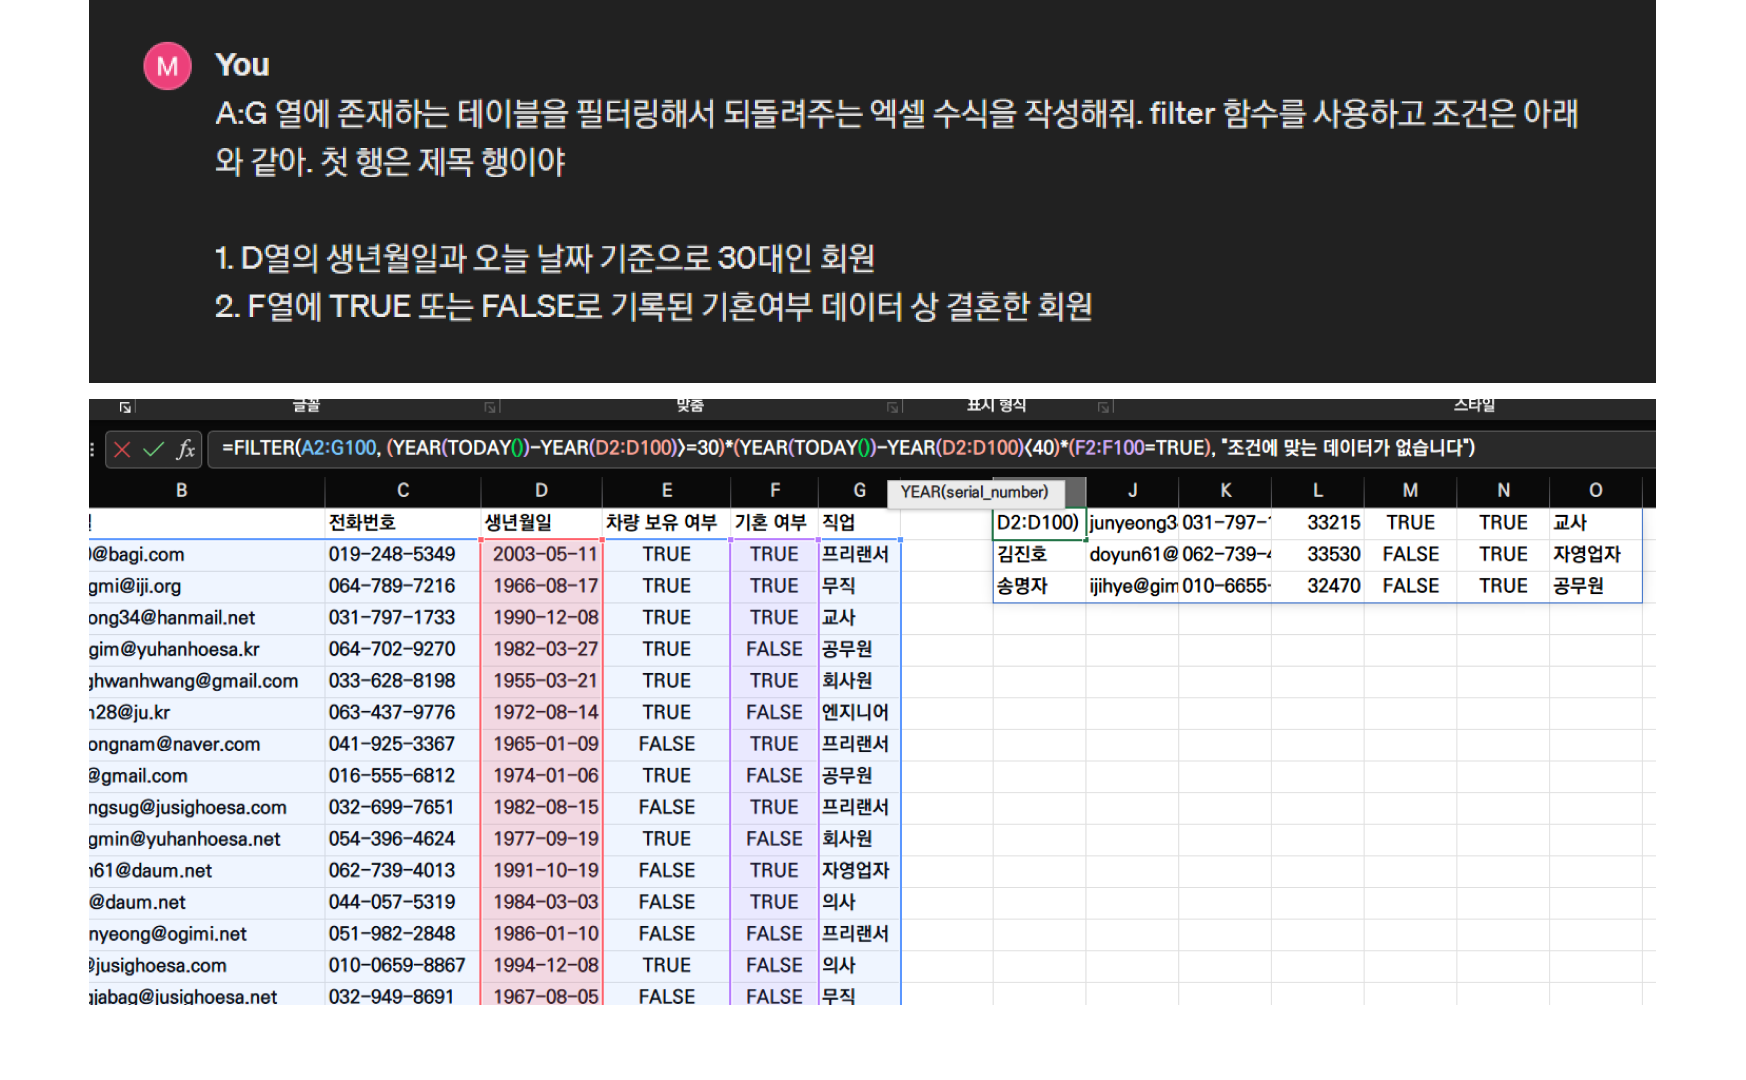 M You
A:G 열에 존재하는 테이블을 필터링해서 되돌려주는 엑셀 수식을 작성해줘. filter 함수를 사용하고 조건은 아래
와 같아. 첫 행은 제목 행이야
1. D열의 생년월일과 오늘 날짜 기준으로 30대인 회원
2. F열에 TRUE 또는 FALSE로 기록된 기혼여부 데이터 상 결혼한 회원
글꼴 맞춤 표시 형식 스타일
fx =FILTER(A2:G100, (YEAR(TODAY())-YEAR(D2:D100)>=30)*(YEAR(TODAY())-YEAR(D2:D100)<40)*(F2:F100=TRUE), "조건에 맞는 데이터가 없습니다")
B C D E F G YEAR(serial_number) J K L M N O
전화번호 생년월일 차량 보유 여부 기혼 여부 직업 D2:D100) junyeong3 031-797-1 33215 TRUE TRUE 교사
@bagi.com 019-248-5349 2003-05-11 TRUE TRUE 프리랜서 김진호 doyun61@ 062-739-4 33530 FALSE TRUE 자영업자
gmi@iji.org 064-789-7216 1966-08-17 TRUE TRUE 무직 송명자 ijihye@gim 010-6655- 32470 FALSE TRUE 공무원
ong34@hanmail.net 031-797-1733 1990-12-08 TRUE TRUE 교사
gim@yuhanhoesa.kr 064-702-9270 1982-03-27 TRUE FALSE 공무원
ghwanhwang@gmail.com 033-628-8198 1955-03-21 TRUE TRUE 회사원
n28@ju.kr 063-437-9776 1972-08-14 TRUE FALSE 엔지니어
ongnam@naver.com 041-925-3367 1965-01-09 FALSE TRUE 프리랜서
@gmail.com 016-555-6812 1974-01-06 TRUE FALSE 공무원
ngsug@jusighoesa.com 032-699-7651 1982-08-15 FALSE TRUE 프리랜서
gmin@yuhanhoesa.net 054-396-4624 1977-09-19 TRUE FALSE 회사원
n61@daum.net 062-739-4013 1991-10-19 FALSE TRUE 자영업자
@daum.net 044-057-5319 1984-03-03 FALSE TRUE 의사
nyeong@ogimi.net 051-982-2848 1986-01-10 FALSE FALSE 프리랜서
@jusighoesa.com 010-0659-8867 1994-12-08 TRUE FALSE 의사
gjabag@jusighoesa.net 032-949-8691 1967-08-05 FALSE FALSE 무직